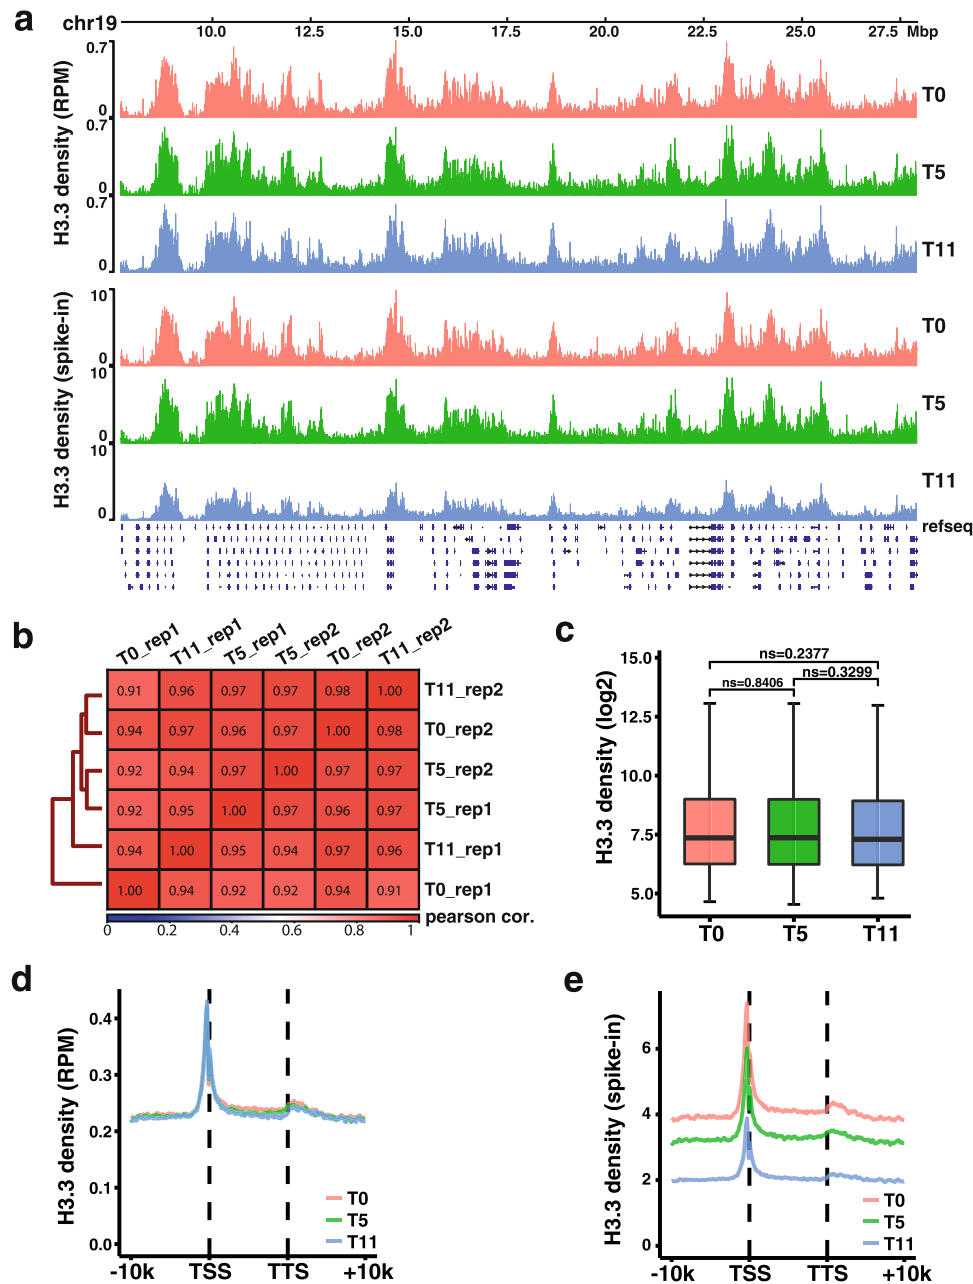 a
chr19
10.0 12.5 15.0 17.5 20.0 22.5 25.0 27.5 Mbp
H3.3 density (RPM)
0.7
0
T0
0.7
0
T5
0.7
0
T11
H3.3 density (spike-in)
10
0
T0
10
0
T5
10
0
T11
refseq
b
T0_rep1 T11_rep1 T5_rep1 T5_rep2 T0_rep2 T11_rep2
0.91 0.96 0.97 0.97 0.98 1.00 T11_rep2
0.94 0.97 0.96 0.97 1.00 0.98 T0_rep2
0.92 0.94 0.97 1.00 0.97 0.97 T5_rep2
0.92 0.95 1.00 0.97 0.96 0.97 T5_rep1
0.94 1.00 0.95 0.94 0.97 0.96 T11_rep1
1.00 0.94 0.92 0.92 0.94 0.91 T0_rep1
pearson cor.
0 0.2 0.4 0.6 0.8 1
c
H3.3 density (log2)
15.0
12.5
10.0
7.5
5.0
ns=0.2377
ns=0.3299
ns=0.8406
T0 T5 T11
d
H3.3 density (RPM)
0.4
0.3
0.2
0.1
0.0
T0
T5
T11
-10k TSS TTS +10k
e
H3.3 density (spike-in)
6
4
2
0
T0
T5
T11
-10k TSS TTS +10k